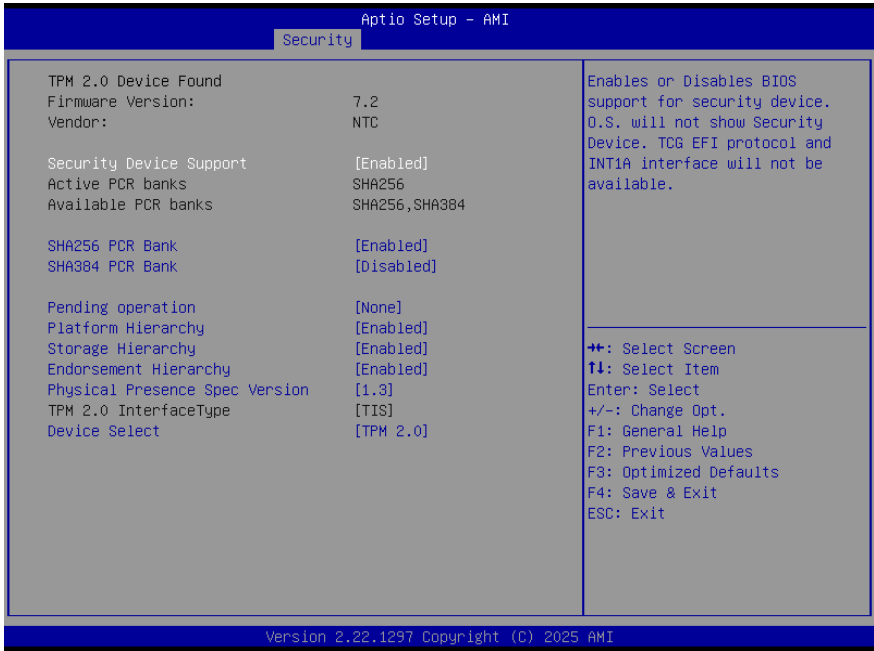 Aptio Setup - AMI
Security
TPM 2.0 Device Found
Firmware Version: 7.2
Vendor: NTC
Security Device Support [Enabled]
Active PCR banks SHA256
Available PCR banks SHA256,SHA384
SHA256 PCR Bank [Enabled]
SHA384 PCR Bank [Disabled]
Pending operation [None]
Platform Hierarchy [Enabled]
Storage Hierarchy [Enabled]
Endorsement Hierarchy [Enabled]
Physical Presence Spec Version [1.3]
TPM 2.0 InterfaceType [TIS]
Device Select [TPM 2.0]
Enables or Disables BIOS
support for security device.
O.S. will not show Security
Device. TCG EFI protocol and
INT1A interface will not be
available.
→←: Select Screen
↑↓: Select Item
Enter: Select
+/-: Change Opt.
F1: General Help
F2: Previous Values
F3: Optimized Defaults
F4: Save & Exit
ESC: Exit
Version 2.22.1297 Copyright (C) 2025 AMI